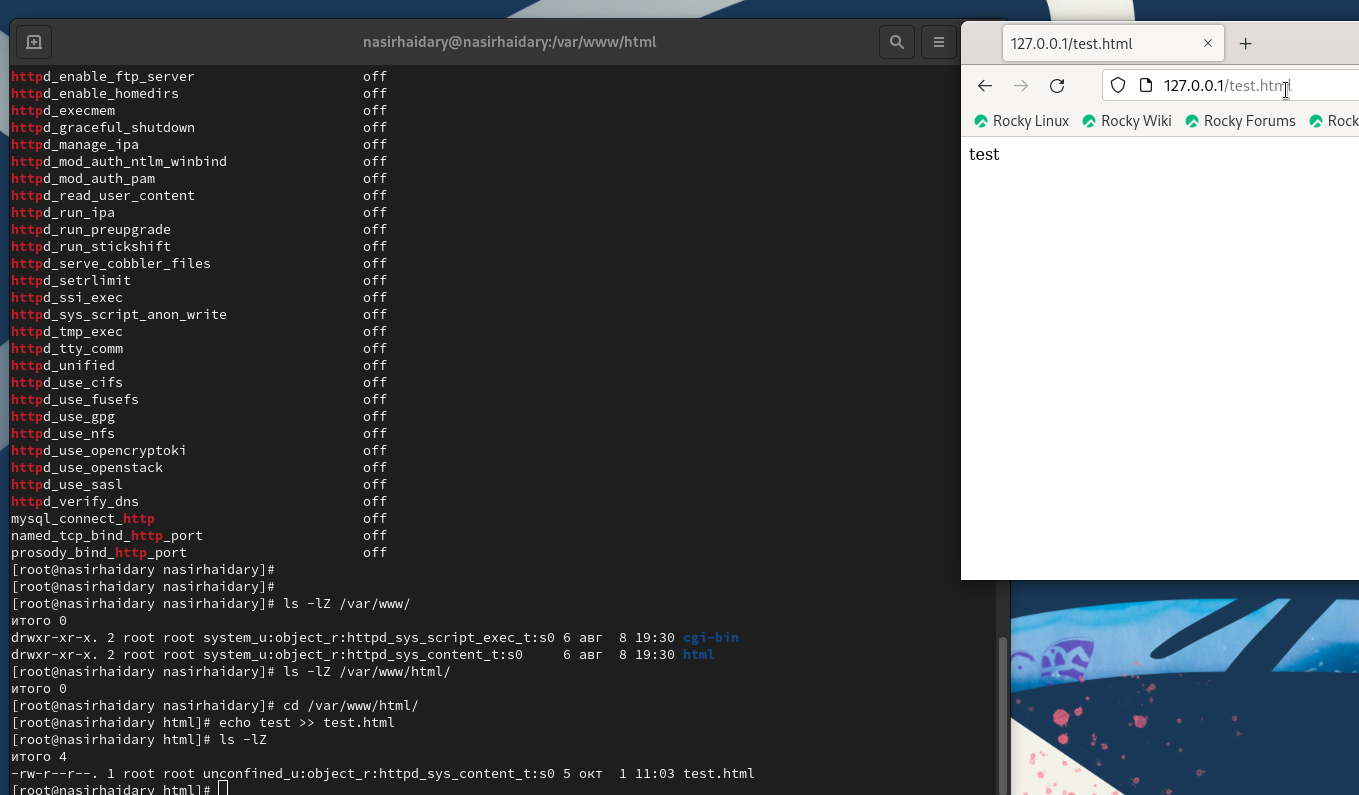 nasirhaidary@nasirhaidary:/var/www/html
httpd_enable_ftp_server off
httpd_enable_homedirs off
httpd_execmem off
httpd_graceful_shutdown off
httpd_manage_ipa off
httpd_mod_auth_ntlm_winbind off
httpd_mod_auth_pam off
httpd_read_user_content off
httpd_run_ipa off
httpd_run_preupgrade off
httpd_run_stickshift off
httpd_serve_cobbler_files off
httpd_setrlimit off
httpd_ssi_exec off
httpd_sys_script_anon_write off
httpd_tmp_exec off
httpd_tty_comm off
httpd_unified off
httpd_use_cifs off
httpd_use_fusefs off
httpd_use_gpg off
httpd_use_nfs off
httpd_use_opencryptoki off
httpd_use_openstack off
httpd_use_sasl off
httpd_verify_dns off
mysql_connect_http off
named_tcp_bind_http_port off
prosody_bind_http_port off
[root@nasirhaidary nasirhaidary]#
[root@nasirhaidary nasirhaidary]#
[root@nasirhaidary nasirhaidary]# ls -lZ /var/www/
итого 0
drwxr-xr-x. 2 root root system_u:object_r:httpd_sys_script_exec_t:s0 6 авг  8 19:30 cgi-bin
drwxr-xr-x. 2 root root system_u:object_r:httpd_sys_content_t:s0     6 авг  8 19:30 html
[root@nasirhaidary nasirhaidary]# ls -lZ /var/www/html/
итого 0
[root@nasirhaidary nasirhaidary]# cd /var/www/html/
[root@nasirhaidary html]# echo test >> test.html
[root@nasirhaidary html]# ls -lZ
итого 4
-rw-r--r--. 1 root root unconfined_u:object_r:httpd_sys_content_t:s0 5 окт  1 11:03 test.html
[root@nasirhaidary html]#
127.0.0.1/test.html
127.0.0.1/test.html
Rocky Linux Rocky Wiki Rocky Forums Rock
test